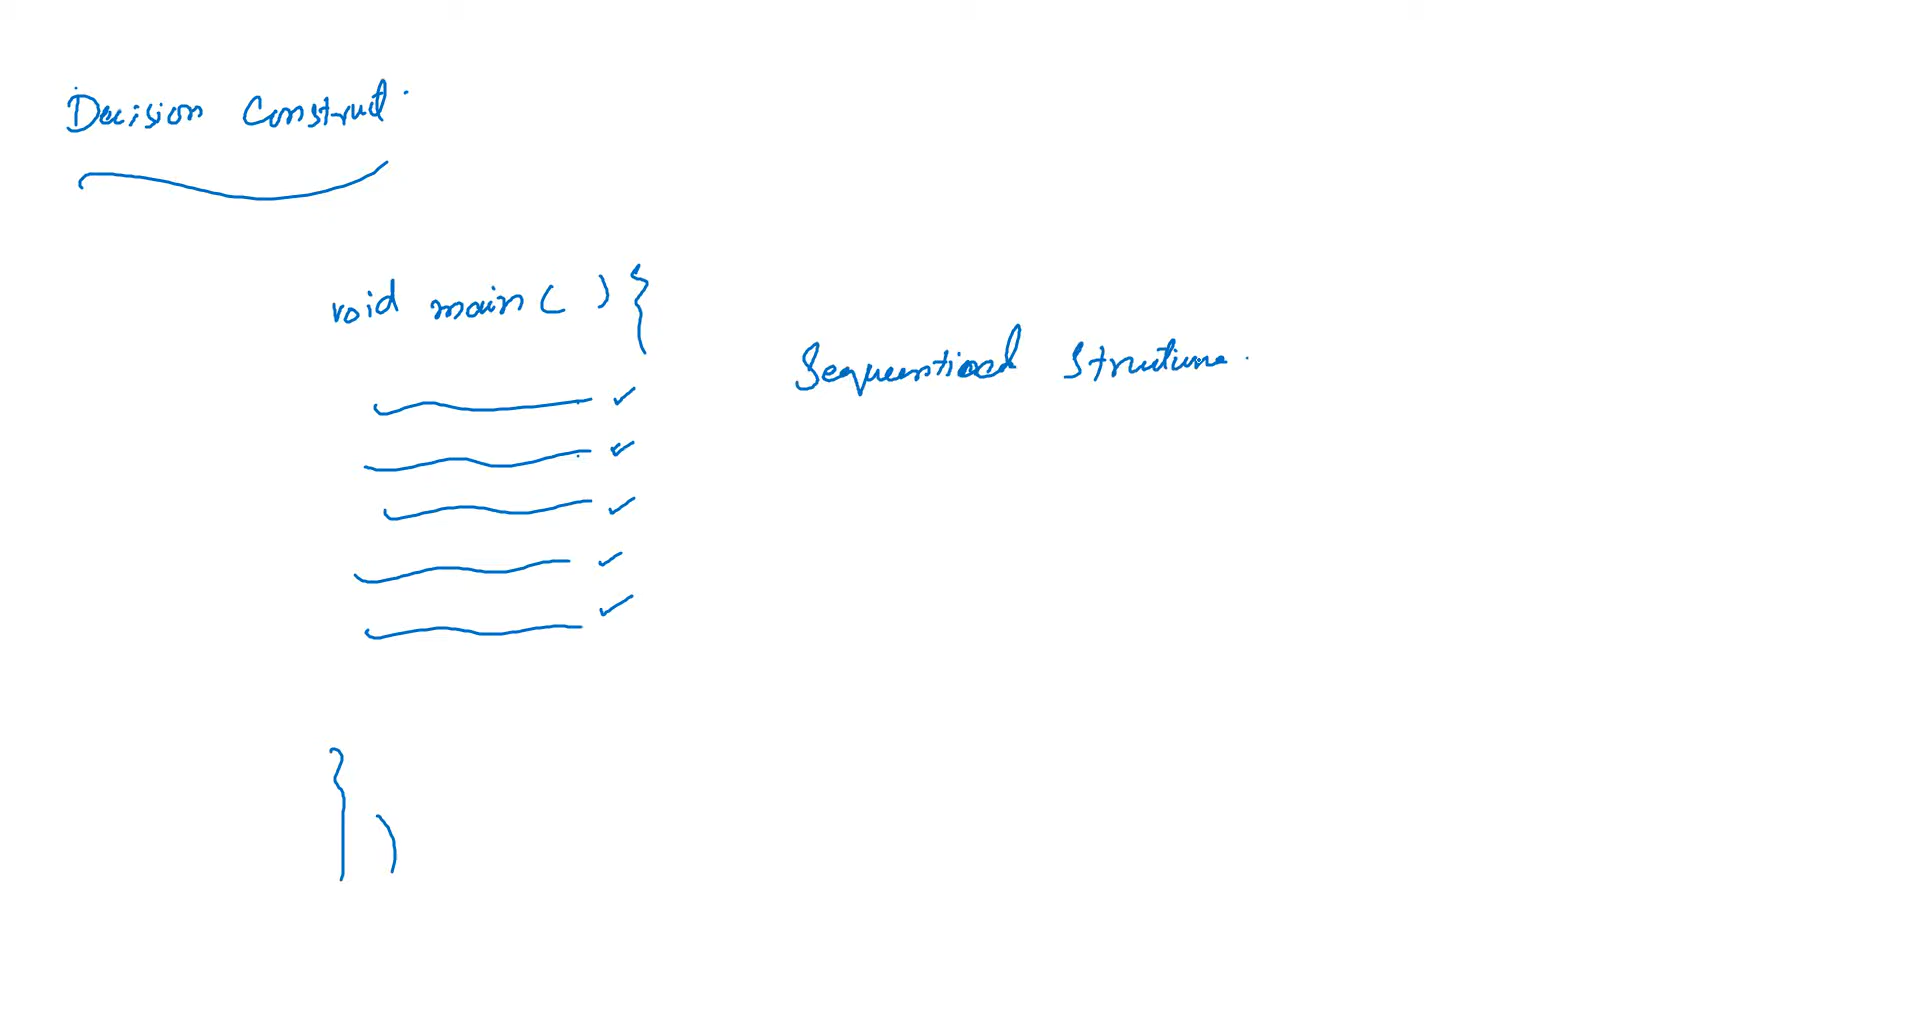 Decision Construct
void main( ) {
Sequential Structure.
}